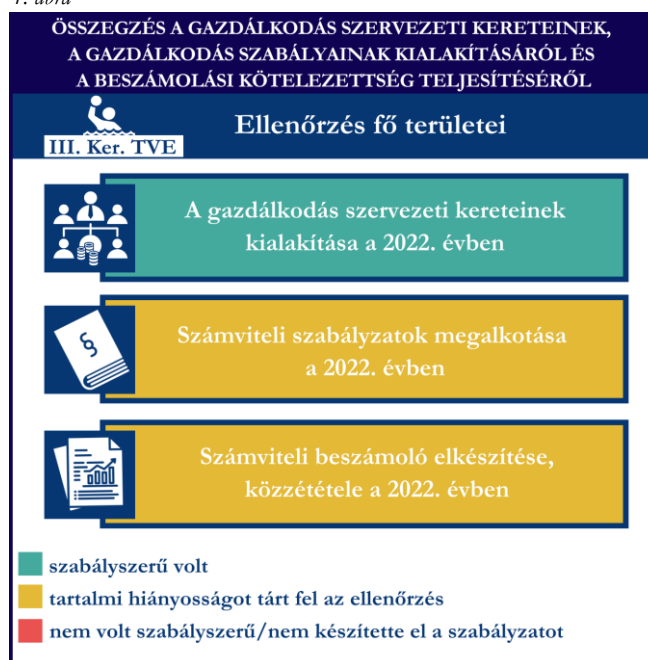 1. ábra
ÖSSZEGZÉS A GAZDÁLKODÁS SZERVEZETI KERETEINEK,
A GAZDÁLKODÁS SZABÁLYAINAK KIALAKÍTÁSÁRÓL ÉS
A BESZÁMOLÁSI KÖTELEZETTSÉG TELJESÍTÉSÉRŐL
III. Ker. TVE
Ellenőrzés fő területei
A gazdálkodás szervezeti kereteinek
kialakítása a 2022. évben
§
Számviteli szabályzatok megalkotása
a 2022. évben
Számviteli beszámoló elkészítése,
közzététele a 2022. évben
szabályszerű volt
tartalmi hiányosságot tárt fel az ellenőrzés
nem volt szabályszerű/nem készítette el a szabályzatot